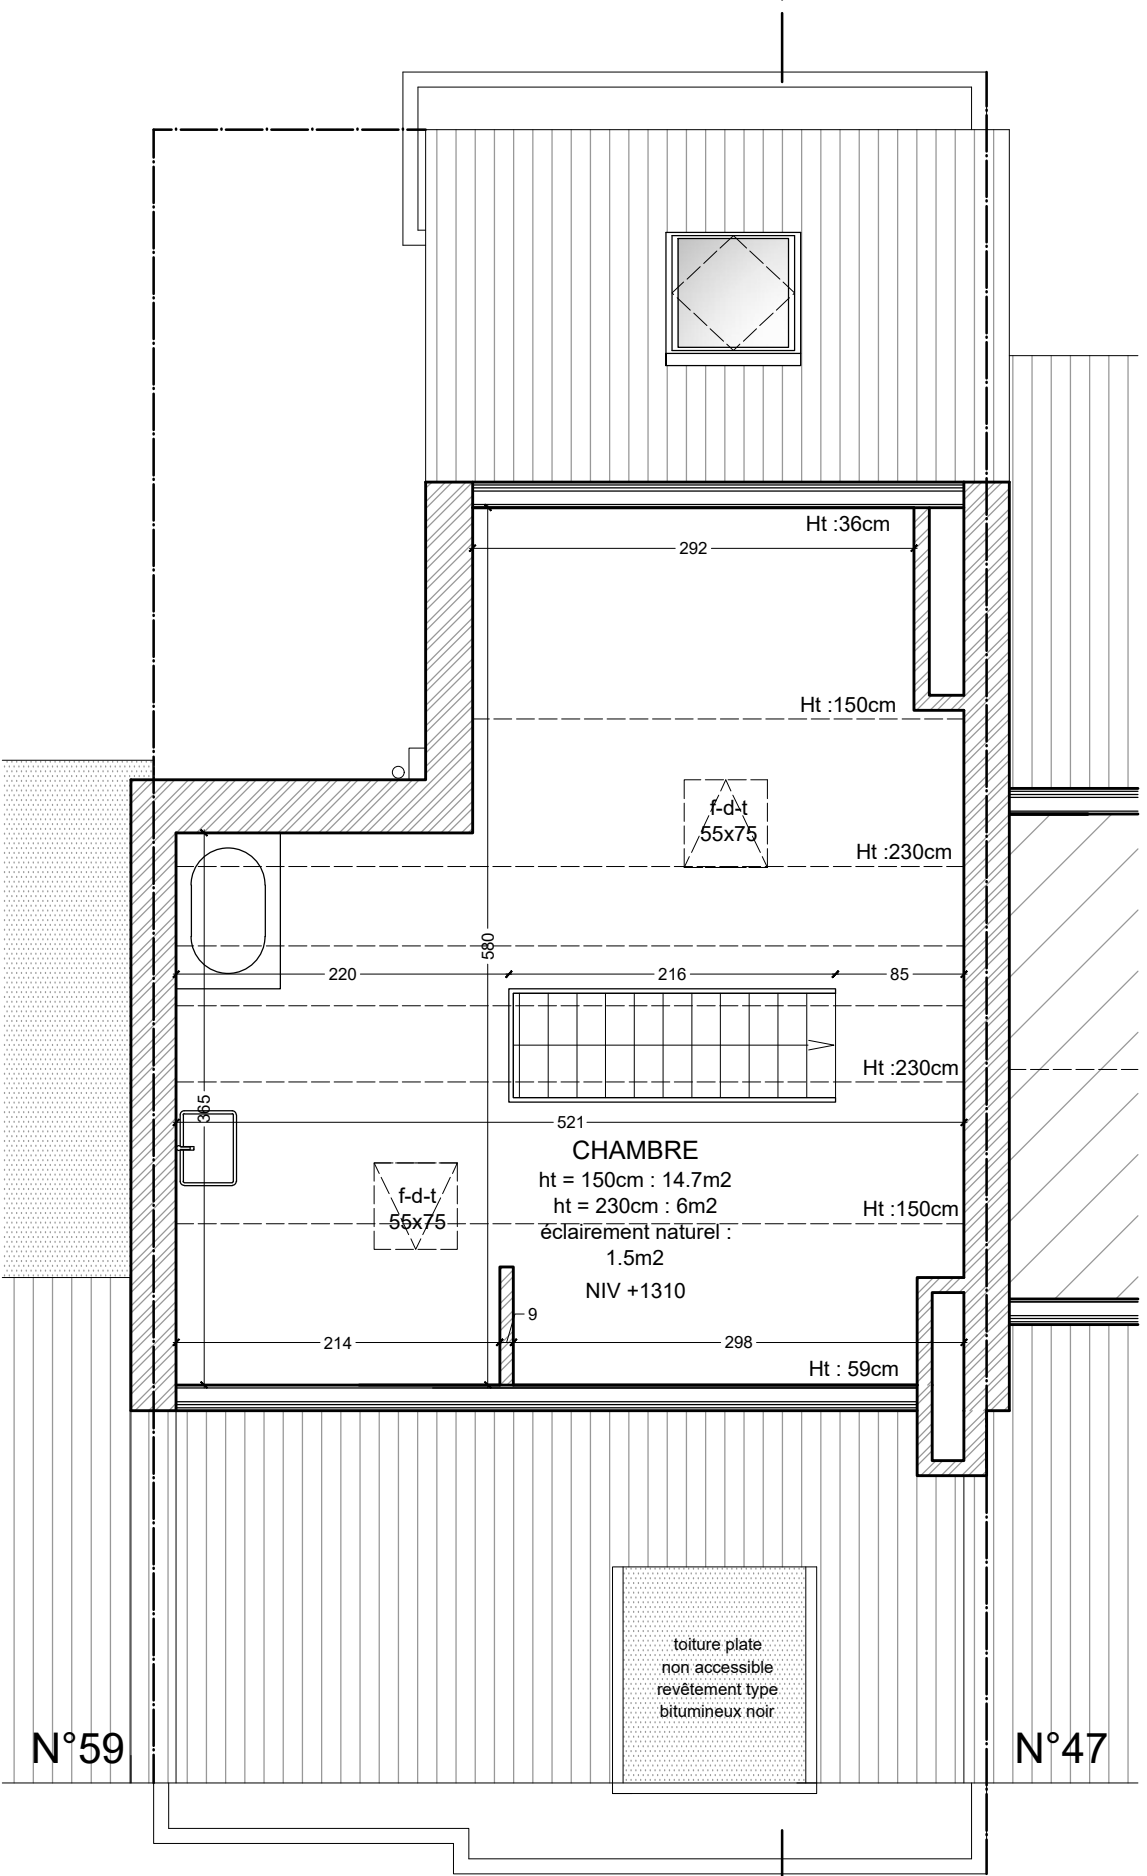 Ht :36cm
292
Ht :150cm
f-d-t
55x75
Ht :230cm
580
220
216
85
Ht :230cm
365
521
CHAMBRE
ht = 150cm : 14.7m2
ht = 230cm : 6m2
éclairement naturel :
1.5m2
NIV +1310
f-d-t
55x75
Ht :150cm
9
214
298
Ht : 59cm
toiture plate
non accessible
revêtement type
bitumineux noir
N°59
N°47